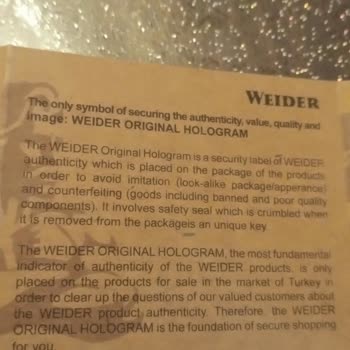 WEIDER
The only symbol of securing the authenticity, value, quality and
image: WEIDER ORIGINAL HOLOGRAM
The WEIDER Original Hologram is a security label of WEIDER
authenticity which is placed on the package of the products
in order to avoid imitation (look-alike package/apperance)
and counterfeiting (goods including banned and poor quality
components). It involves safety seal which is crumbled when
it is removed from the packageis an unique key
The WEIDER ORIGINAL HOLOGRAM, the most fundamental
indicator of authenticity of the WEIDER products, is only
placed on the products for sale in the market of Turkey in
order to clear up the questions of our valued customers about
the WEIDER product authenticity. Therefore, the WEIDER
ORIGINAL HOLOGRAM is the foundation of secure shopping
for you